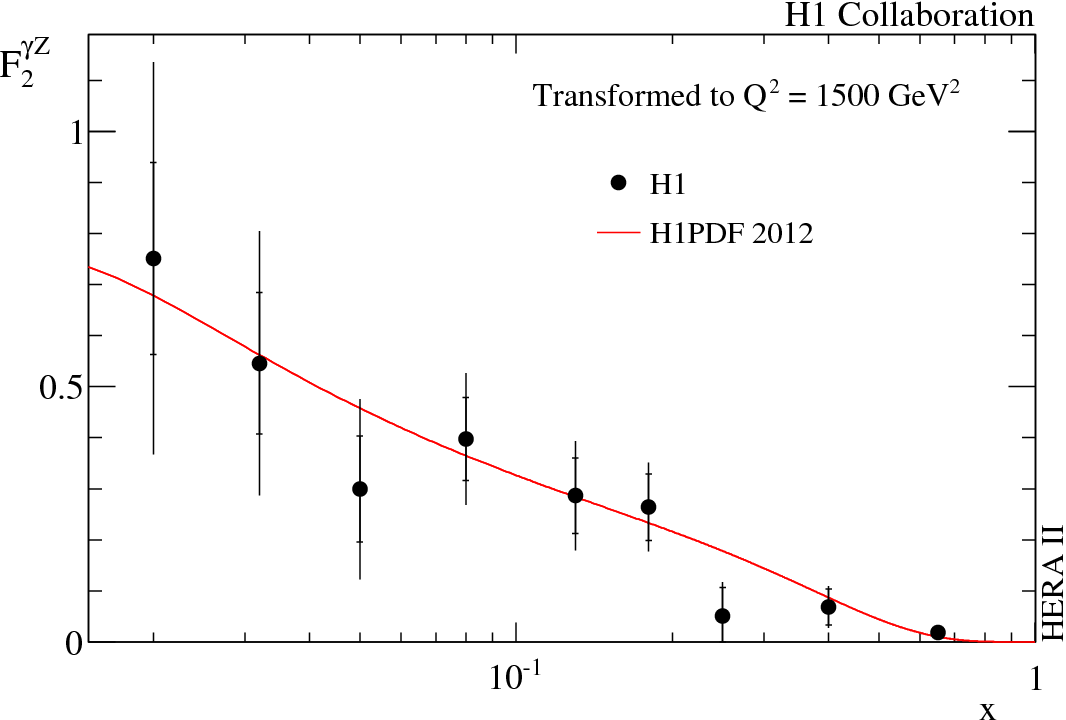 H1 Collaboration
F₂^γZ
Transformed to Q² = 1500 GeV²
1
H1
H1PDF 2012
0.5
HERA II
0
10⁻¹
1
x